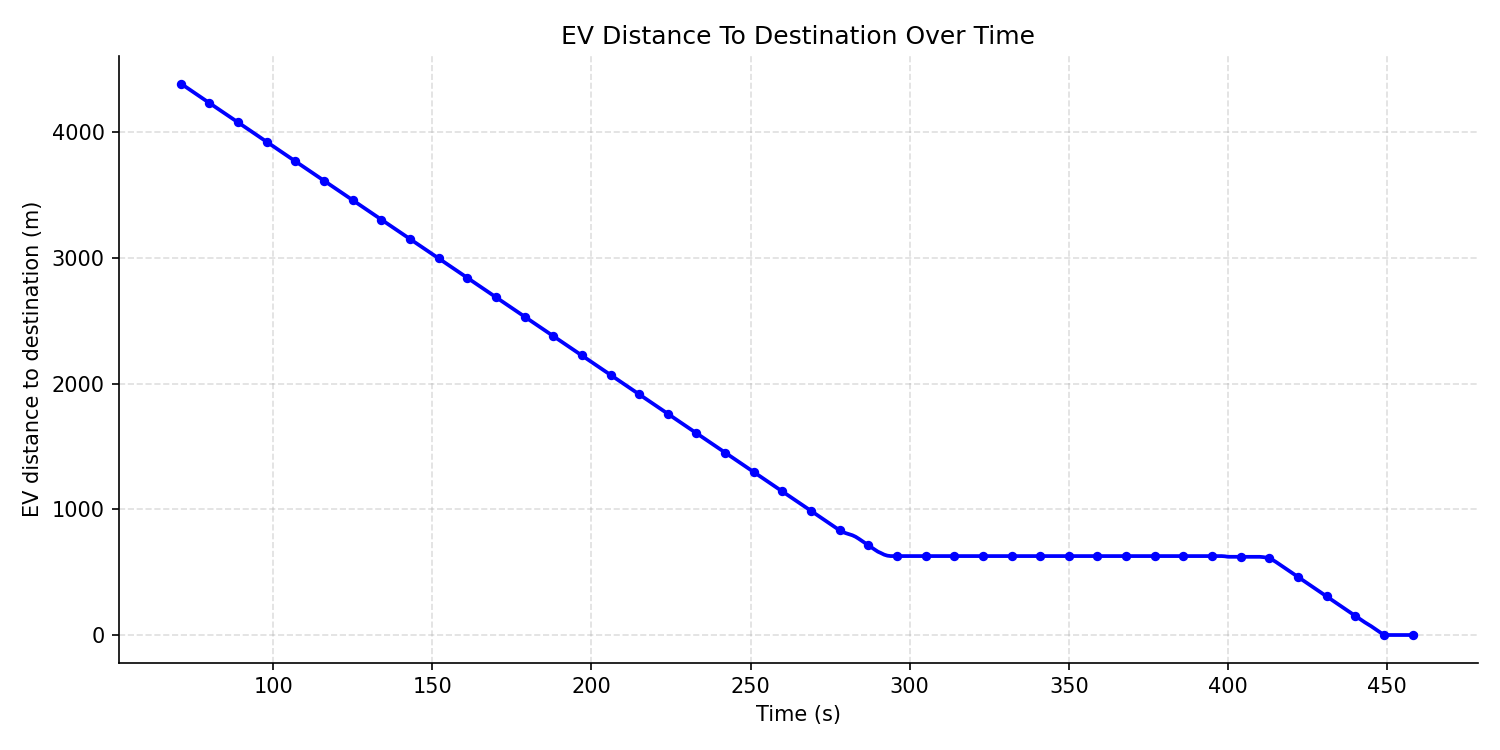 EV Distance To Destination Over Time
EV distance to destination (m)
4000
3000
2000
1000
0
100 150 200 250 300 350 400 450
Time (s)